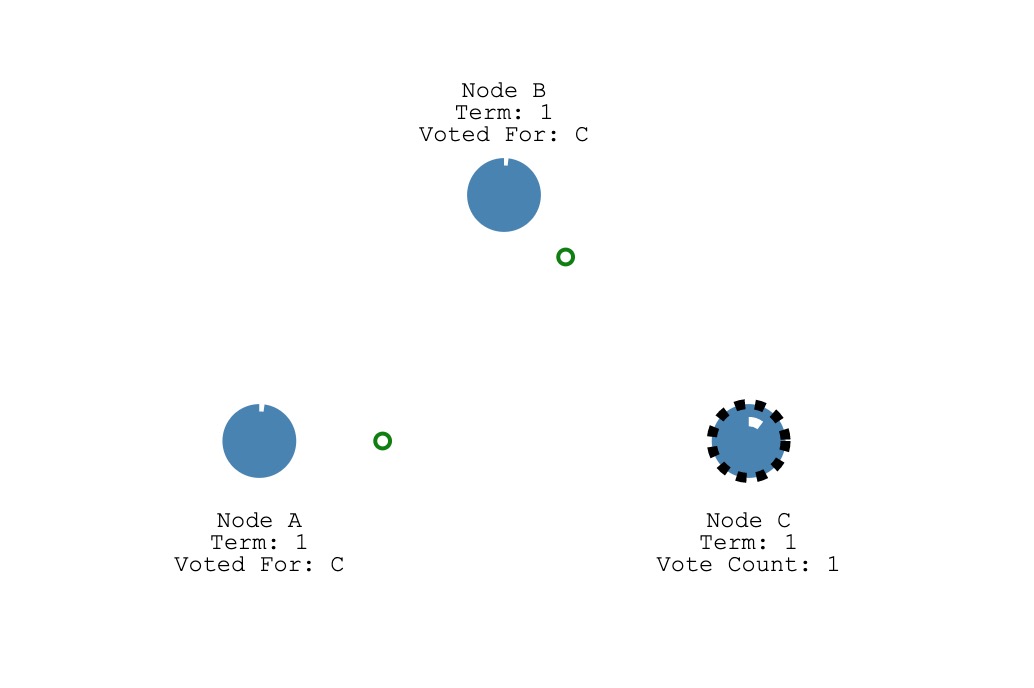 Node B
Term: 1
Voted For: C
Node A
Term: 1
Voted For: C
Node C
Term: 1
Vote Count: 1